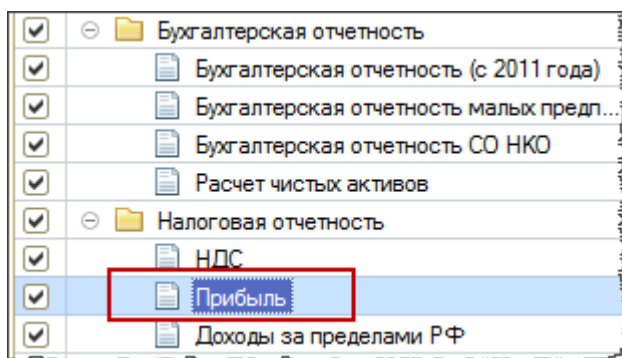 Бухгалтерская отчетность
Бухгалтерская отчетность (с 2011 года)
Бухгалтерская отчетность малых предп...
Бухгалтерская отчетность СО НКО
Расчет чистых активов
Налоговая отчетность
НДС
Прибыль
Доходы за пределами РФ